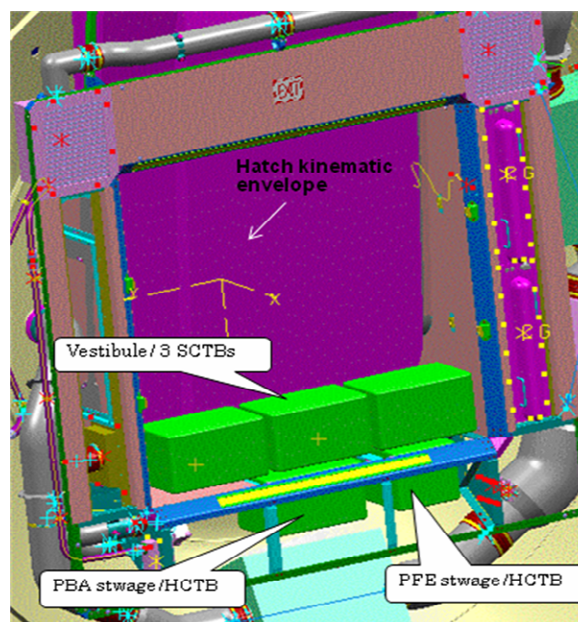 Hatch kinematic
envelope
X
C G
C G
Vestibule / 3 SCTBs
PBA stwage/HCTB
PFE stwage/HCTB